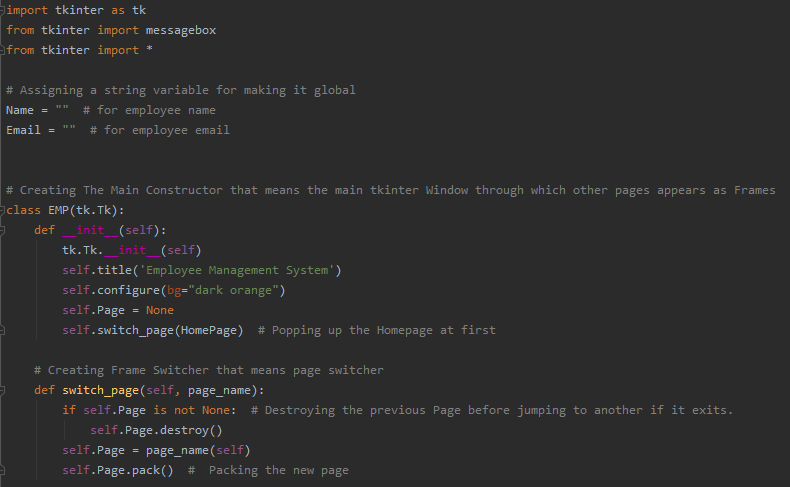 import tkinter as tk
from tkinter import messagebox
from tkinter import *
# Assigning a string variable for making it global
Name = ""  # for employee name
Email = ""  # for employee email
# Creating The Main Constructor that means the main tkinter Window through which other pages appears as Frames
class EMP(tk.Tk):
    def __init__(self):
        tk.Tk.__init__(self)
        self.title('Employee Management System')
        self.configure(bg="dark orange")
        self.Page = None
        self.switch_page(HomePage)  # Popping up the Homepage at first
    # Creating Frame Switcher that means page switcher
    def switch_page(self, page_name):
        if self.Page is not None:  # Destroying the previous Page before jumping to another if it exits.
            self.Page.destroy()
        self.Page = page_name(self)
        self.Page.pack()  #  Packing the new page